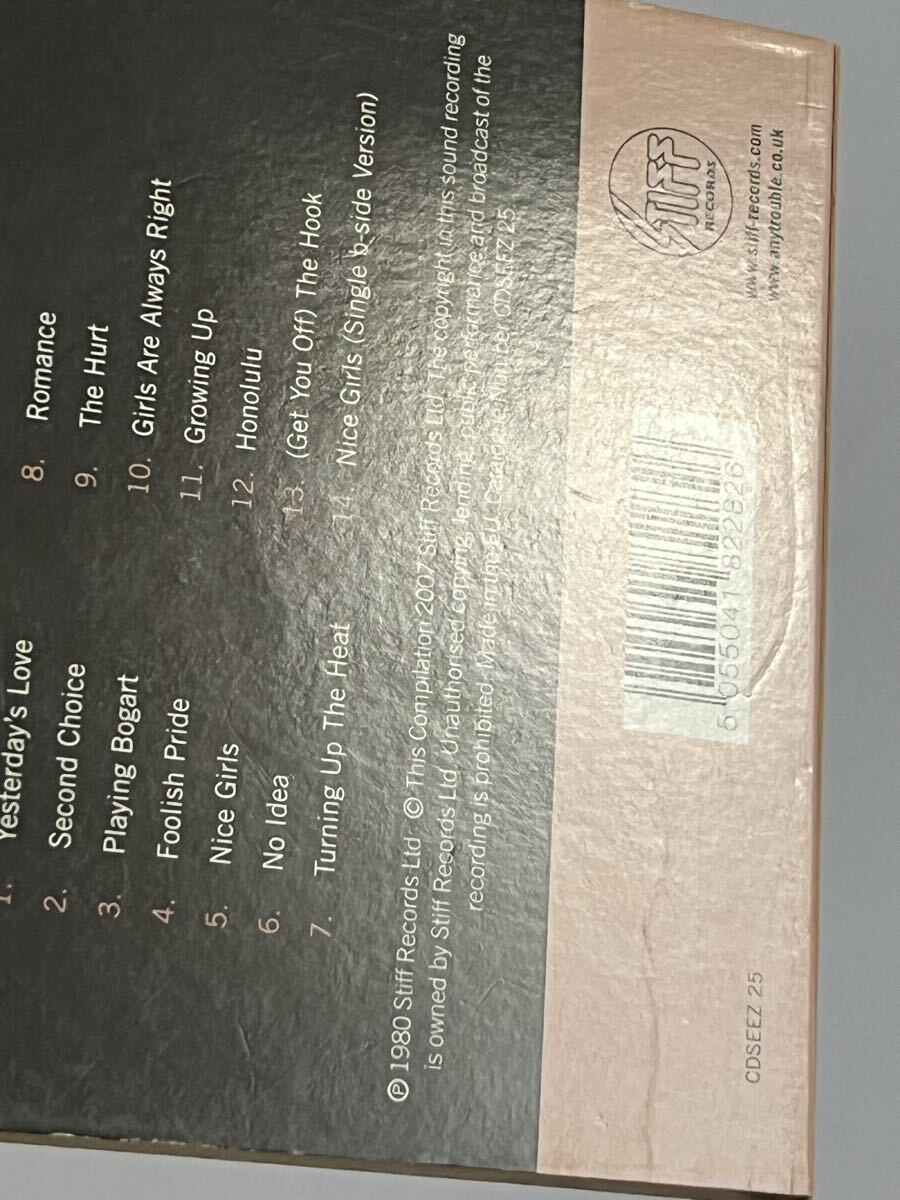 1. Yesterday's Love
2. Second Choice
3. Playing Bogart
4. Foolish Pride
5. Nice Girls
6. No Idea
7. Turning Up The Heat
8. Romance
9. The Hurt
10. Girls Are Always Right
11. Growing Up
12. Honolulu
13. (Get You Off) The Hook
14. Nice Girls (Single b-side Version)
℗ 1980 Stiff Records Ltd. © This Compilation 2007 Stiff Records Ltd. The copyright in this sound recording
is owned by Stiff Records Ltd. Unauthorised copying, lending, public performance and broadcast of the
recording is prohibited. Made in the EU. Catalogue Number CDSEEZ 25
CDSEEZ 25
5 055041 822826
STIFF
RECORDS
www.stiff-records.com
www.anytrouble.co.uk